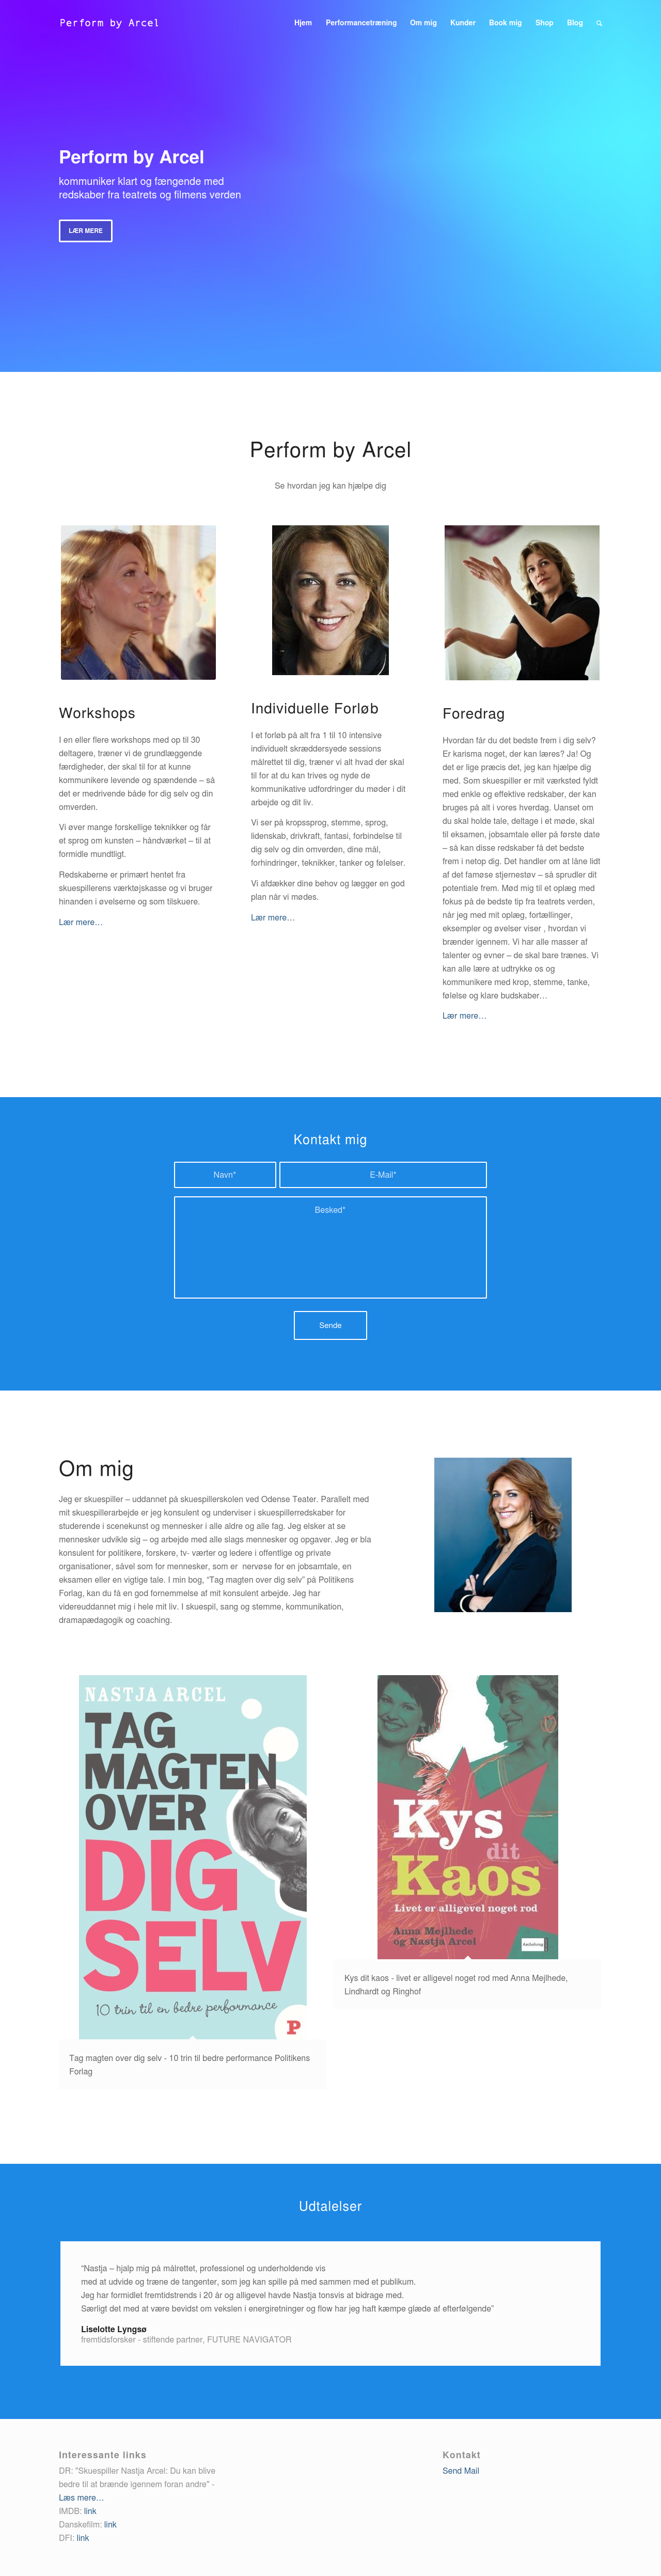 Perform by Arcel
Hjem Performancetræning Om mig Kunder Book mig Shop Blog
Perform by Arcel
kommuniker klart og fængende med
redskaber fra teatrets og filmens verden
LÆR MERE
Perform by Arcel
Se hvordan jeg kan hjælpe dig
Workshops
I en eller flere workshops med op til 30
deltagere, træner vi de grundlæggende
færdigheder, der skal til for at kunne
kommunikere levende og spændende – så
det er medrivende både for dig selv og din
omverden.
Vi øver mange forskellige teknikker og får
et sprog om kunsten – håndværket – til at
formidle mundtligt.
Redskaberne er primært hentet fra
skuespillerens værktøjskasse og vi bruger
hinanden i øvelserne og som tilskuere.
Lær mere…
Individuelle Forløb
I et forløb på alt fra 1 til 10 intensive
individuelt skræddersyede sessions
målrettet til dig, træner vi alt hvad der skal
til for at du kan trives og nyde de
kommunikative udfordringer du møder i dit
arbejde og dit liv.
Vi ser på kropssprog, stemme, sprog,
lidenskab, drivkraft, fantasi, forbindelse til
dig selv og din omverden, dine mål,
forhindringer, teknikker, tanker og følelser.
Vi afdækker dine behov og lægger en god
plan når vi mødes.
Lær mere…
Foredrag
Hvordan får du det bedste frem i dig selv?
Er karisma noget, der kan læres? Ja! Og
det er lige præcis det, jeg kan hjælpe dig
med. Som skuespiller er mit værksted fyldt
med enkle og effektive redskaber, der kan
bruges på alt i vores hverdag. Uanset om
du skal holde tale, deltage i et møde, skal
til eksamen, jobsamtale eller på første date
– så kan disse redskaber få det bedste
frem i netop dig. Det handler om at låne lidt
af det famøse stjernestøv – så sprudler dit
potentiale frem. Mød mig til et oplæg med
fokus på de bedste tip fra teatrets verden,
når jeg med mit oplæg, fortællinger,
eksempler og øvelser viser , hvordan vi
brænder igennem. Vi har alle masser af
talenter og evner – de skal bare trænes. Vi
kan alle lære at udtrykke os og
kommunikere med krop, stemme, tanke,
følelse og klare budskaber…
Lær mere…
Kontakt mig
Navn* E-Mail*
Besked*
Sende
Om mig
Jeg er skuespiller – uddannet på skuespillerskolen ved Odense Teater. Parallelt med
mit skuespillerarbejde er jeg konsulent og underviser i skuespillerredskaber for
studerende i scenekunst og mennesker i alle aldre og alle fag. Jeg elsker at se
mennesker udvikle sig – og arbejde med alle slags mennesker og opgaver. Jeg er bla
konsulent for politikere, forskere, tv- værter og ledere i offentlige og private
organisationer, såvel som for mennesker, som er nervøse for en jobsamtale, en
eksamen eller en vigtige tale. I min bog, “Tag magten over dig selv” på Politikens
Forlag, kan du få en god fornemmelse af mit konsulent arbejde. Jeg har
videreuddannet mig i hele mit liv. I skuespil, sang og stemme, kommunikation,
dramapædagogik og coaching.
NASTJA ARCEL
TAG
MAGTEN
OVER
DIG
SELV
10 trin til en bedre performance
P
Tag magten over dig selv - 10 trin til bedre performance Politikens
Forlag
Kys
dit
Kaos
Livet er alligevel noget rod
Anna Mejlhede
og Nastja Arcel
Kys dit kaos - livet er alligevel noget rod med Anna Mejlhede,
Lindhardt og Ringhof
Udtalelser
“Nastja – hjalp mig på målrettet, professionel og underholdende vis
med at udvide og træne de tangenter, som jeg kan spille på med sammen med et publikum.
Jeg har formidlet fremtidstrends i 20 år og alligevel havde Nastja tonsvis at bidrage med.
Særligt det med at være bevidst om vekslen i energiretninger og flow har jeg haft kæmpe glæde af efterfølgende”
Liselotte Lyngsø
fremtidsforsker - stiftende partner, FUTURE NAVIGATOR
Interessante links
DR: "Skuespiller Nastja Arcel: Du kan blive
bedre til at brænde igennem foran andre" -
Læs mere…
IMDB: link
Danskefilm: link
DFI: link
Kontakt
Send Mail